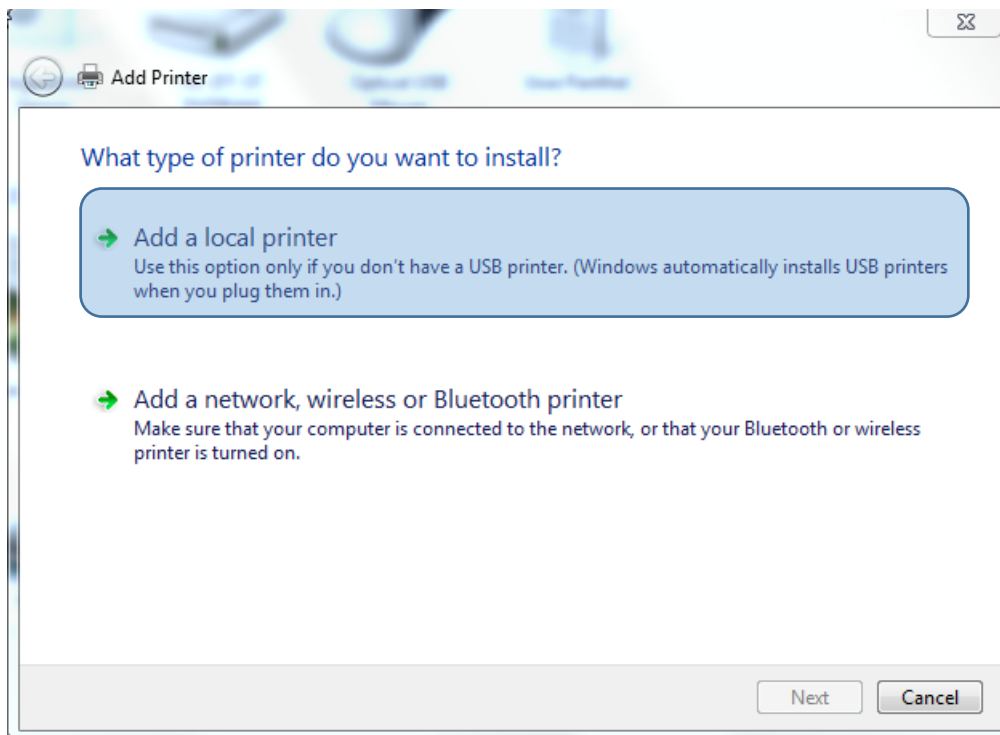 Add Printer
What type of printer do you want to install?
Add a local printer
Use this option only if you don't have a USB printer. (Windows automatically installs USB printers
when you plug them in.)
Add a network, wireless or Bluetooth printer
Make sure that your computer is connected to the network, or that your Bluetooth or wireless
printer is turned on.
Next
Cancel